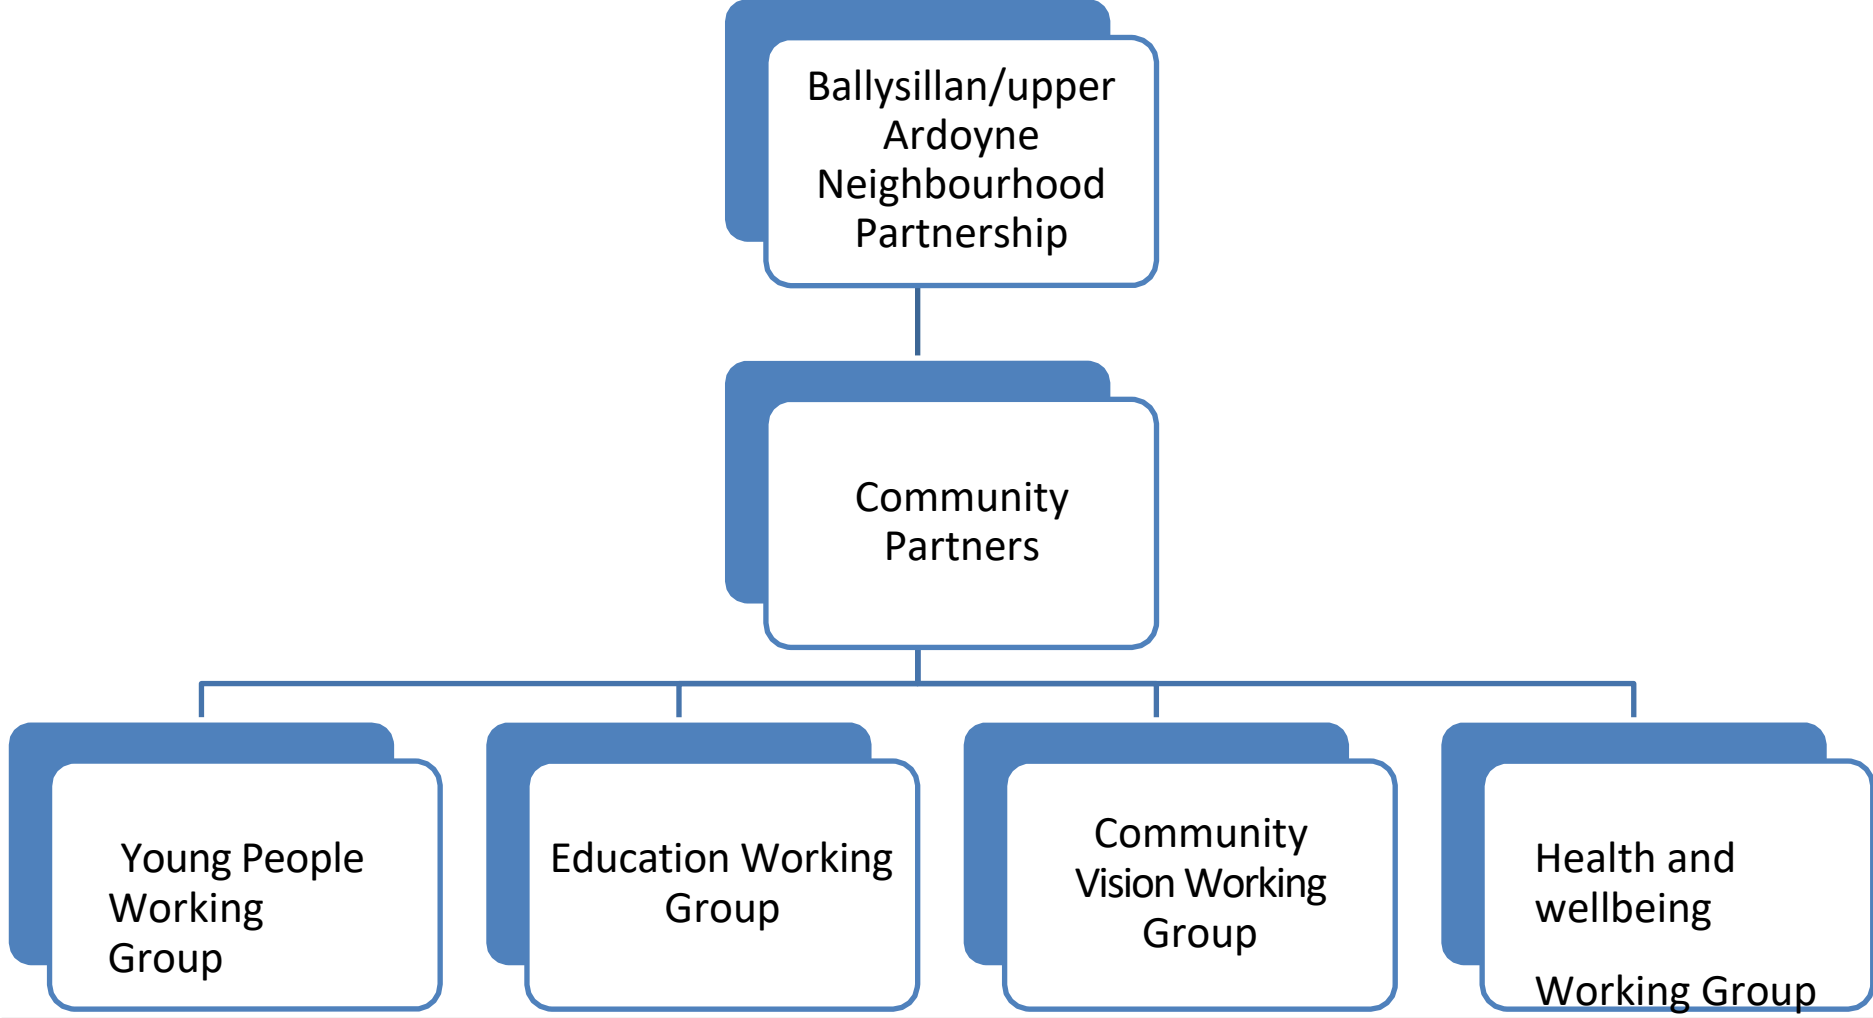 Ballysillan/upper
Ardoyne
Neighbourhood
Partnership
Community
Partners
Young People
Working
Group
Education Working
Group
Community
Vision Working
Group
Health and
wellbeing
Working Group